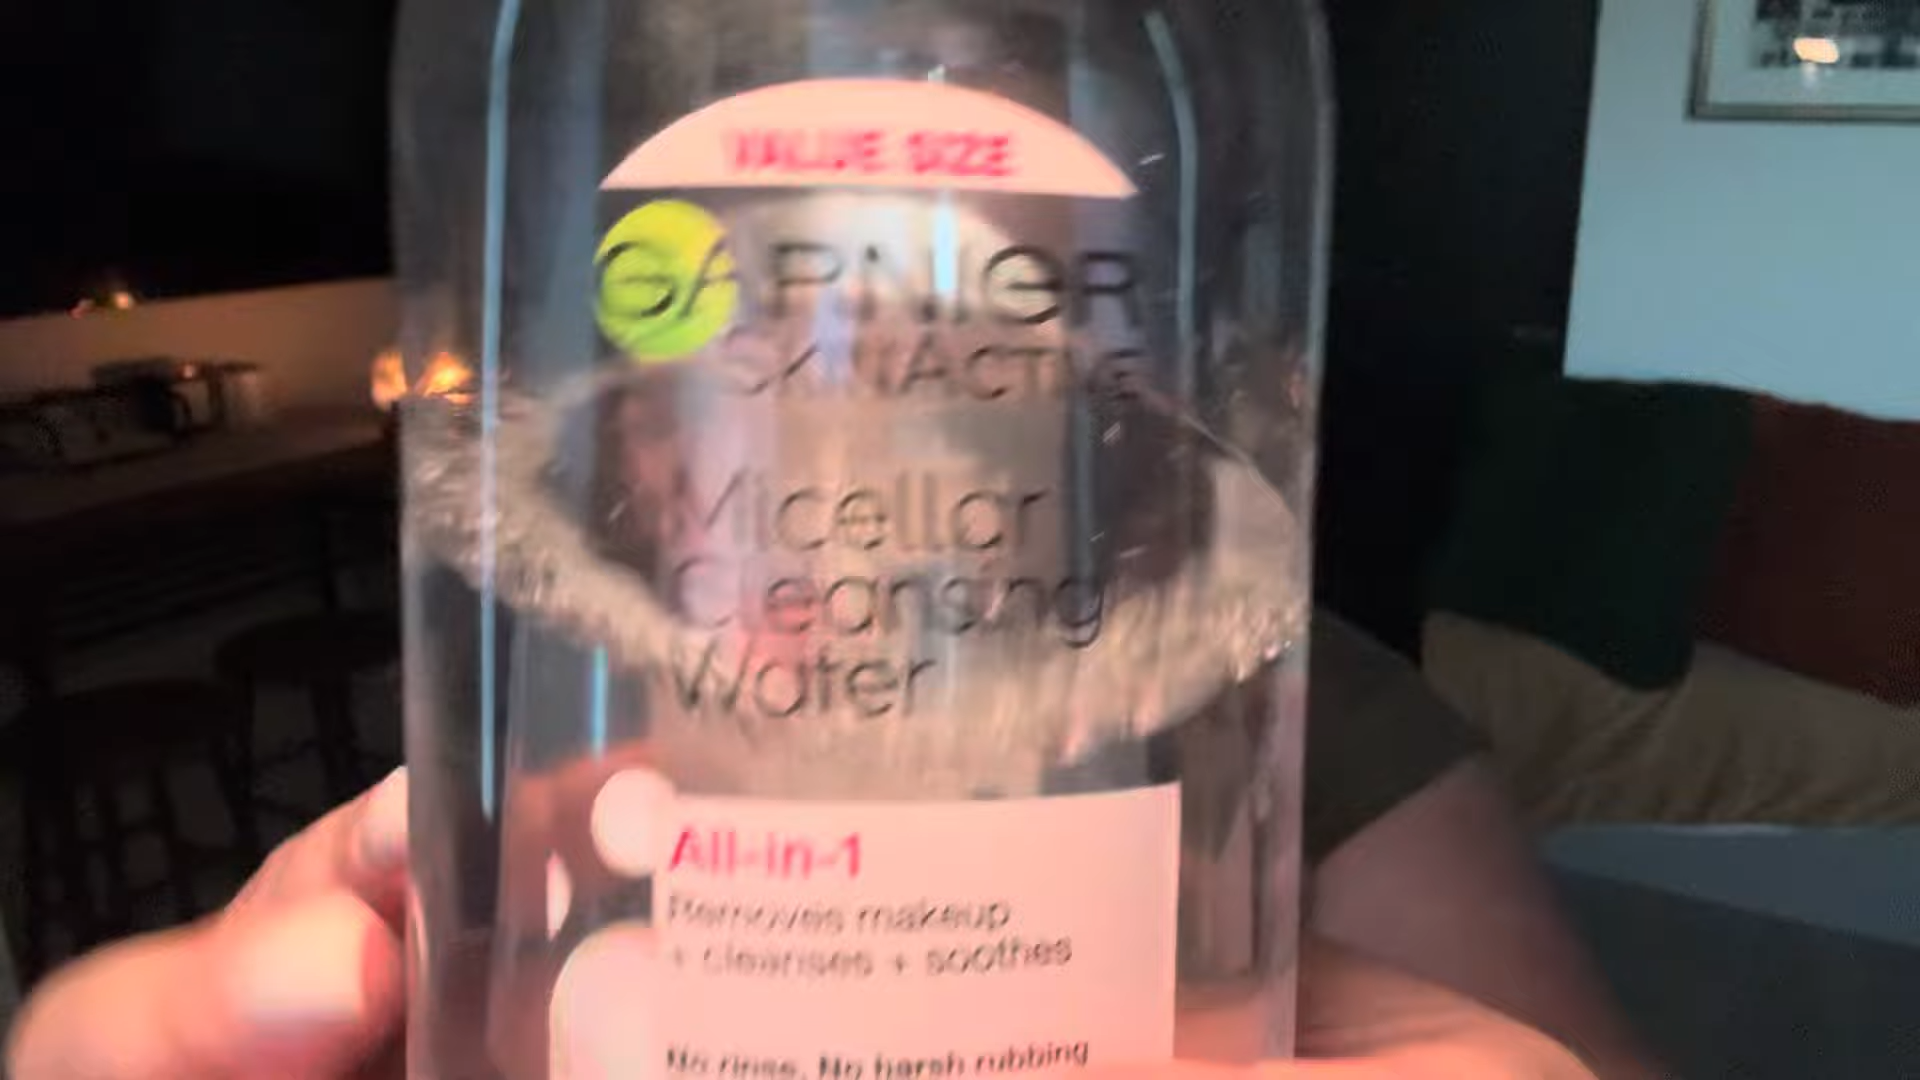 VALUE SIZE
GARNIER
SKINACTIVE
Micellar
Cleansing
Water
All-in-1
Removes makeup
+ cleanses + soothes
No rinse, No harsh rubbing